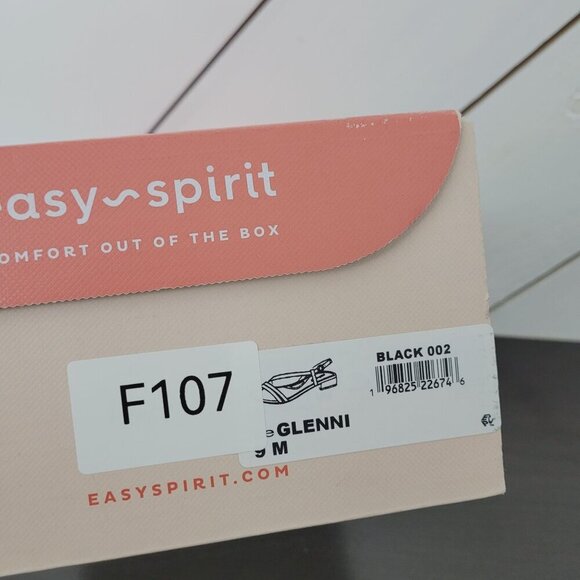 easy~spirit
COMFORT OUT OF THE BOX
BLACK 002
1 96825 22674 6
F107
e GLENNI
9 M
EASYSPIRIT.COM